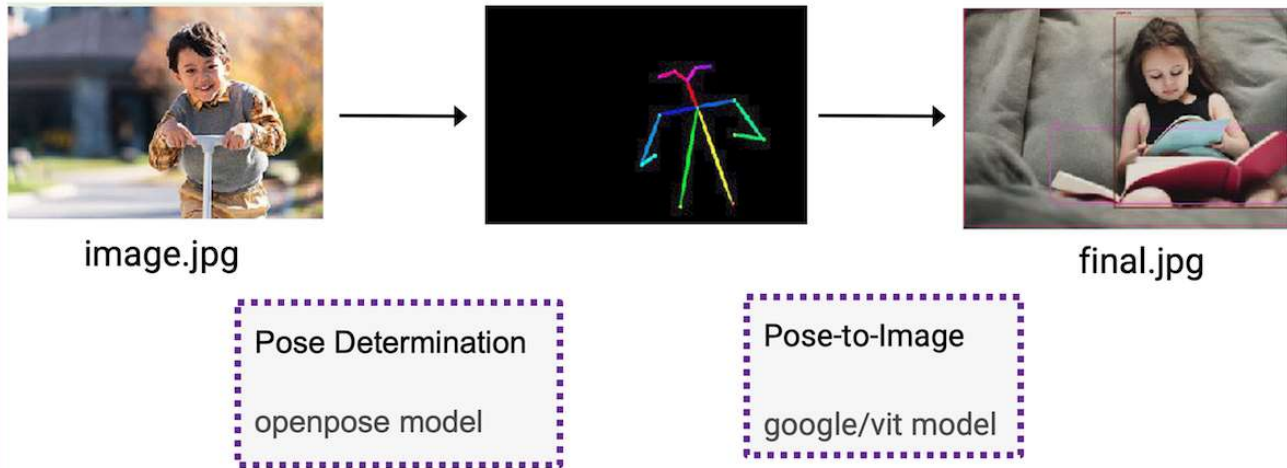 image.jpg
final.jpg
Pose Determination
openpose model
Pose-to-Image
google/vit model